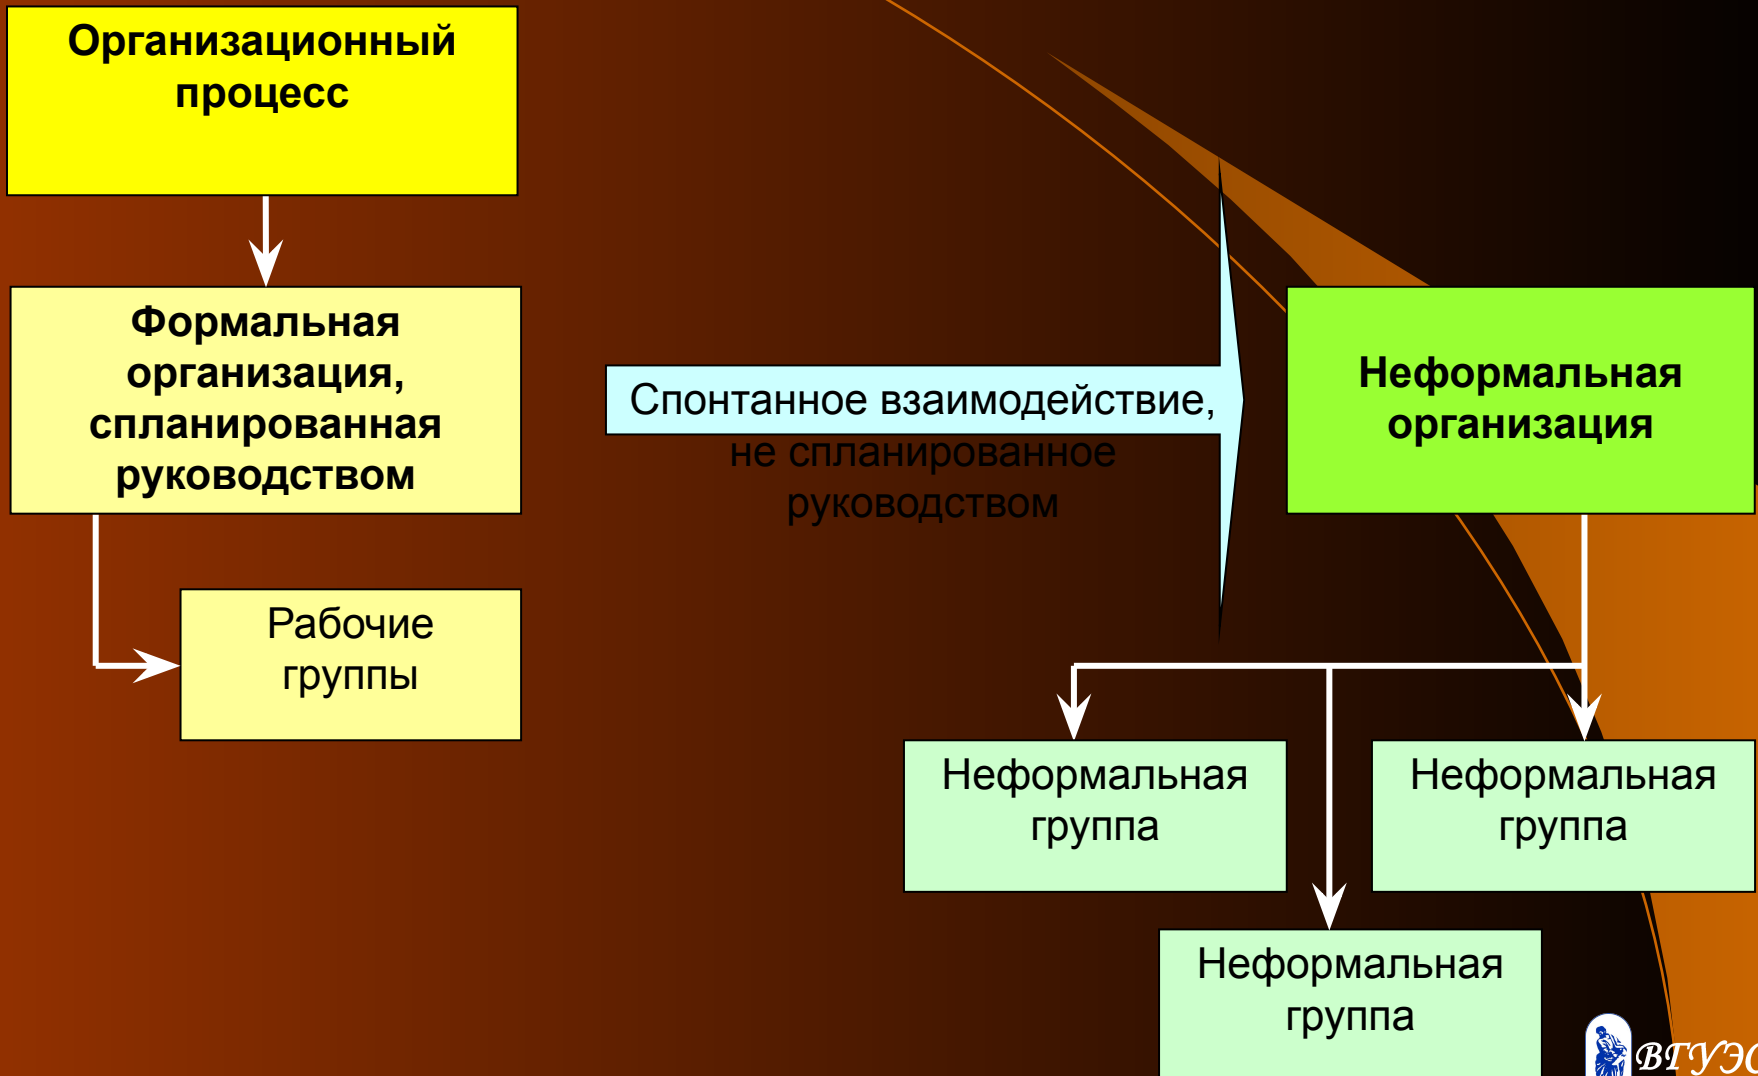 Организационный
процесс
Формальная
организация,
спланированная
руководством
Рабочие
группы
Спонтанное взаимодействие,
не спланированное
руководством
Неформальная
организация
Неформальная
группа
Неформальная
группа
Неформальная
группа